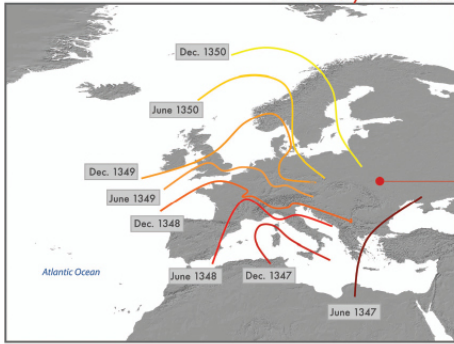 Dec. 1350
June 1350
Dec. 1349
June 1349
Dec. 1348
Atlantic Ocean
June 1348
Dec. 1347
June 1347